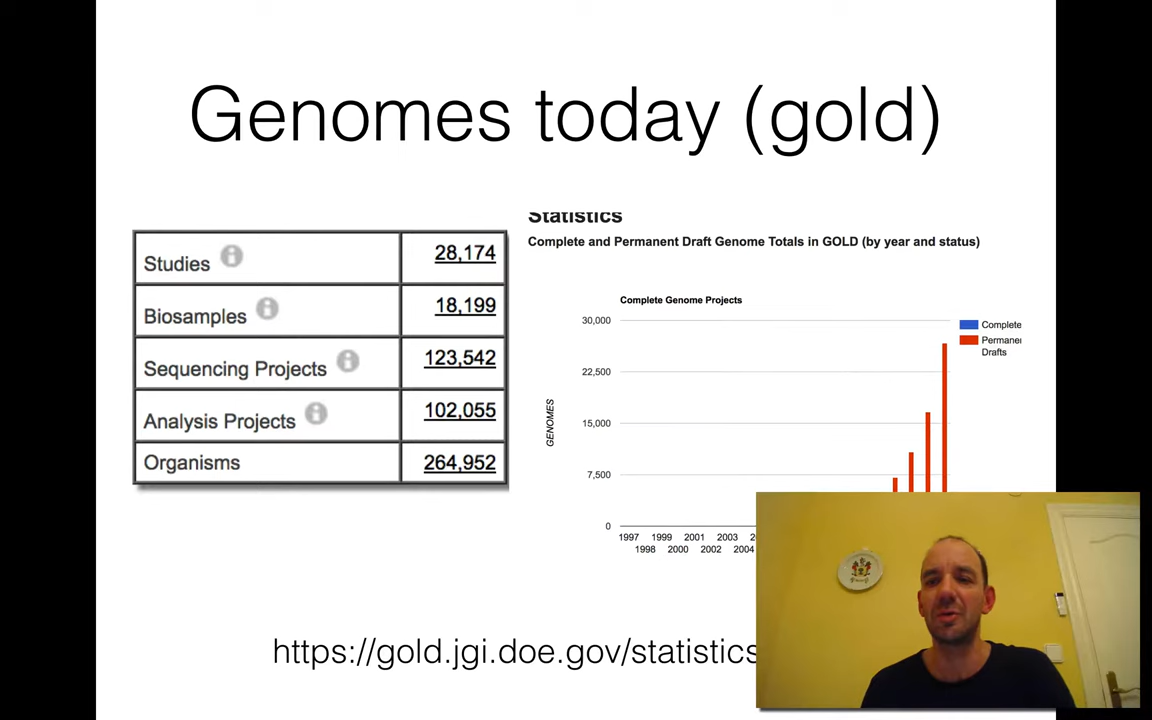 Genomes today (gold)
Studies 28,174
Biosamples 18,199
Sequencing Projects 123,542
Analysis Projects 102,055
Organisms 264,952
Statistics
Complete and Permanent Draft Genome Totals in GOLD (by year and status)
Complete Genome Projects
30,000
22,500
15,000
7,500
0
GENOMES
Complete
Permane
Drafts
1997 1999 2001 2003
1998 2000 2002 2004
https://gold.jgi.doe.gov/statistics